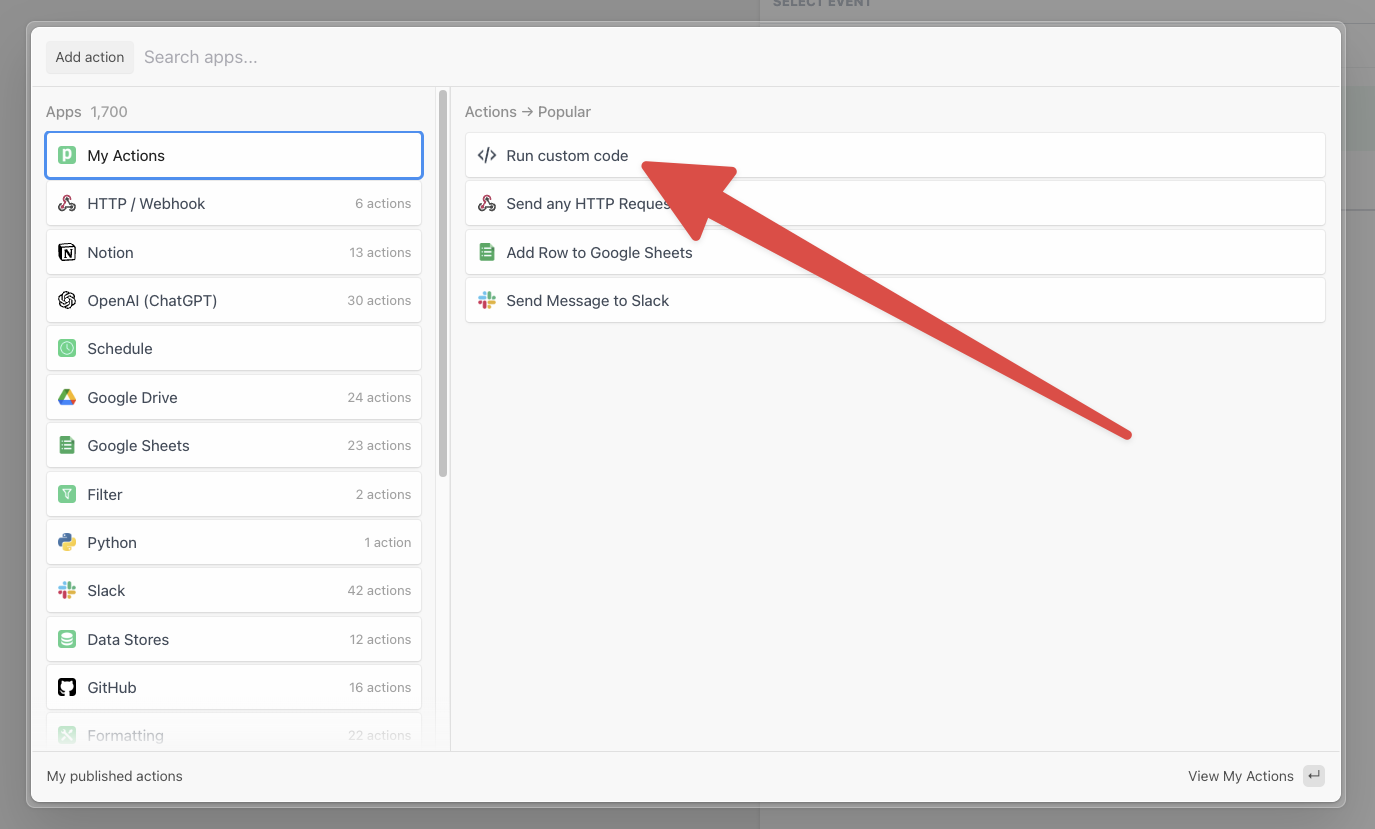 SELECT EVENT
Add action Search apps...
Apps 1,700
My Actions
HTTP / Webhook 6 actions
Notion 13 actions
OpenAI (ChatGPT) 30 actions
Schedule
Google Drive 24 actions
Google Sheets 23 actions
Filter 2 actions
Python 1 action
Slack 42 actions
Data Stores 12 actions
GitHub 16 actions
Formatting 22 actions
Actions → Popular
Run custom code
Send any HTTP Reques
Add Row to Google Sheets
Send Message to Slack
My published actions
View My Actions ↵